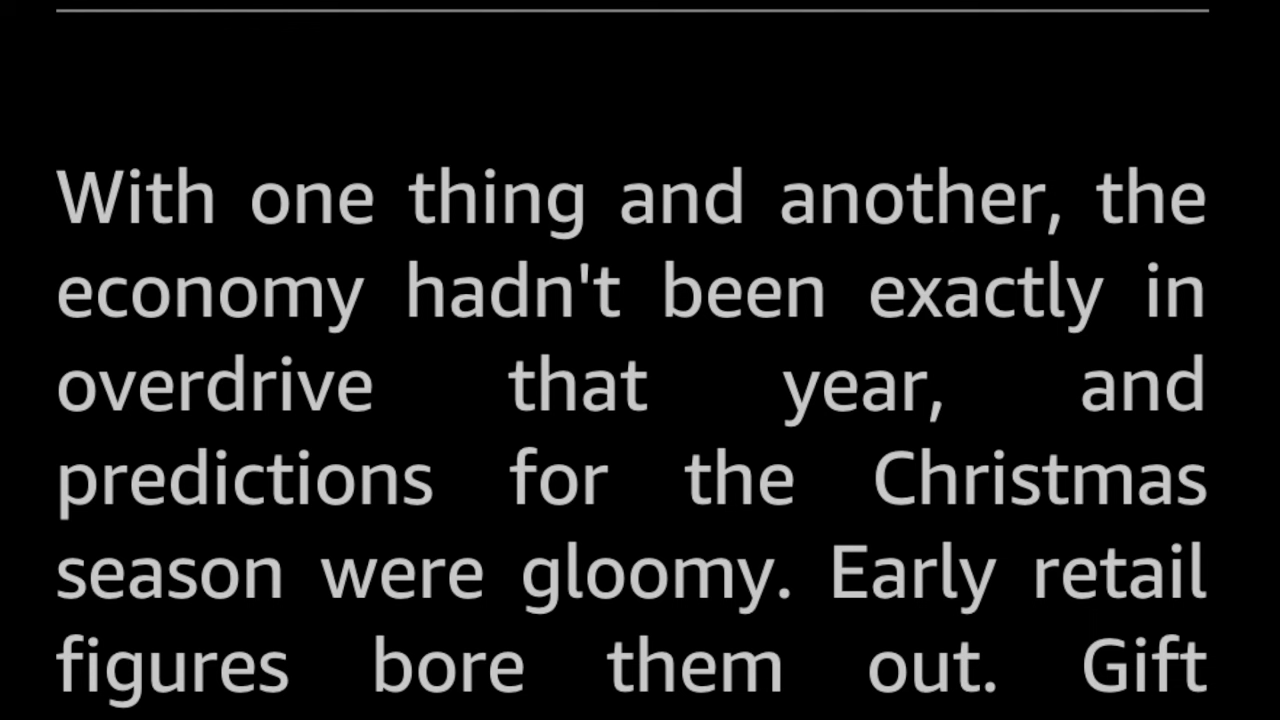 With one thing and another, the
economy hadn't been exactly in
overdrive that year, and
predictions for the Christmas
season were gloomy. Early retail
figures bore them out. Gift